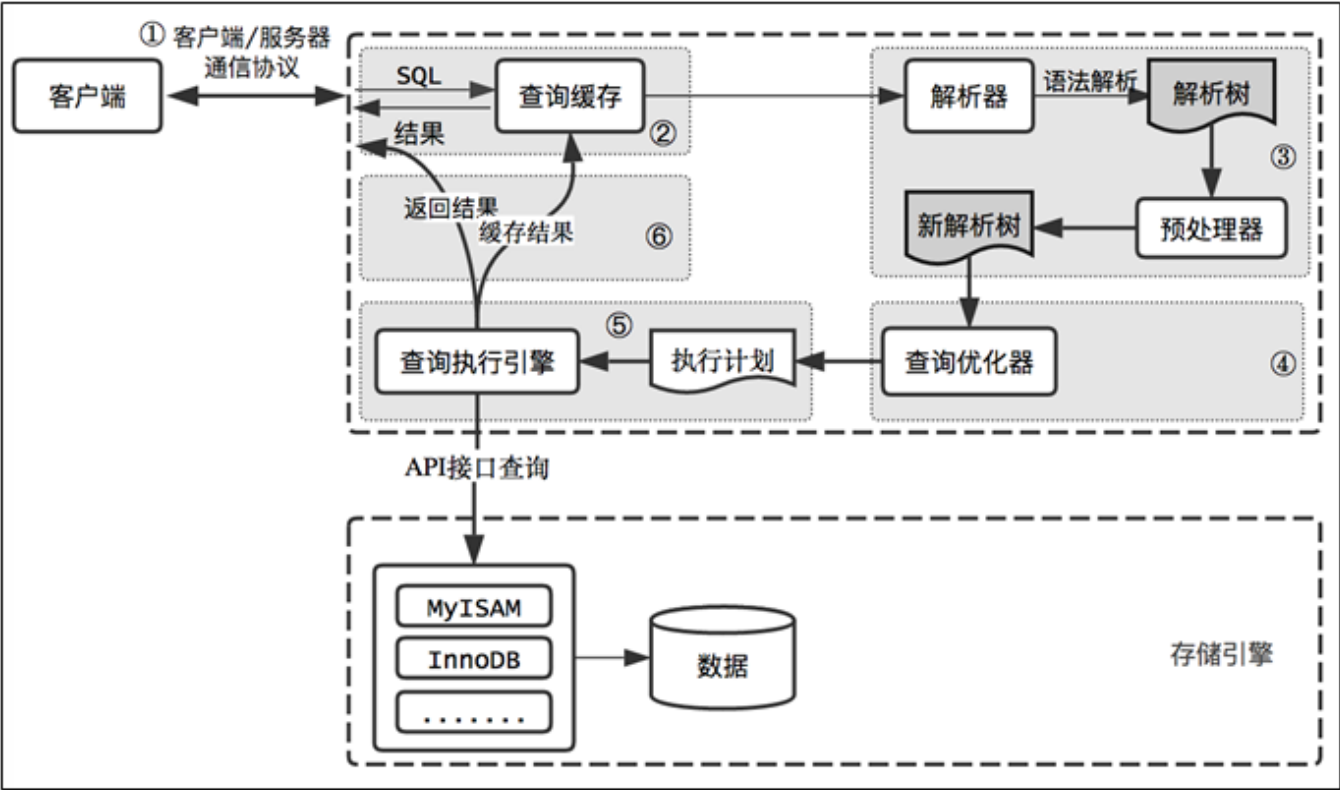 ① 客户端/服务器
通信协议
客户端
SQL
查询缓存
结果
②
解析器
语法解析
解析树
③
返回结果
缓存结果
⑥
新解析树
预处理器
查询执行引擎
⑤
执行计划
查询优化器
④
API接口查询
MyISAM
InnoDB
.......
数据
存储引擎